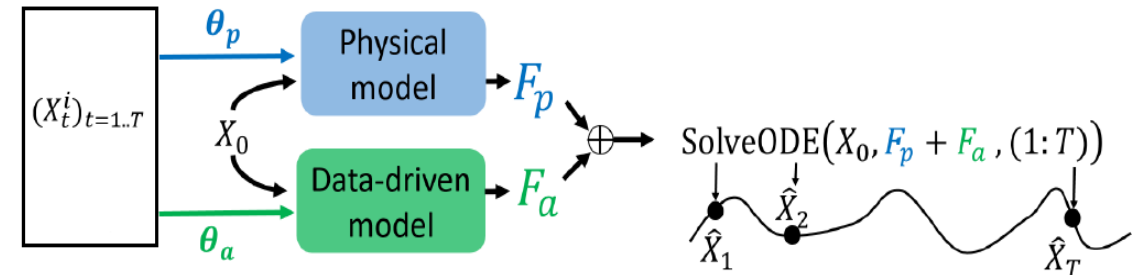 (X_t^i)_{t=1..T}
θ_p
θ_a
X_0
Physical
model
Data-driven
model
F_p
F_a
⊕
SolveODE(X_0, F_p + F_a, (1:T))
X̂_1
X̂_2
X̂_T